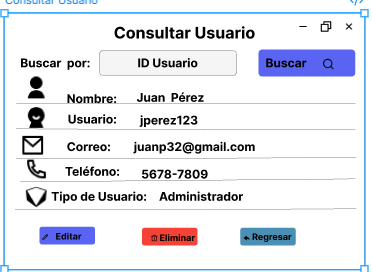 Consultar Usuario
Consultar Usuario
Buscar por: ID Usuario Buscar
Nombre: Juan Pérez
Usuario: jperez123
Correo: juanp32@gmail.com
Teléfono: 5678-7809
Tipo de Usuario: Administrador
Editar Eliminar Regresar